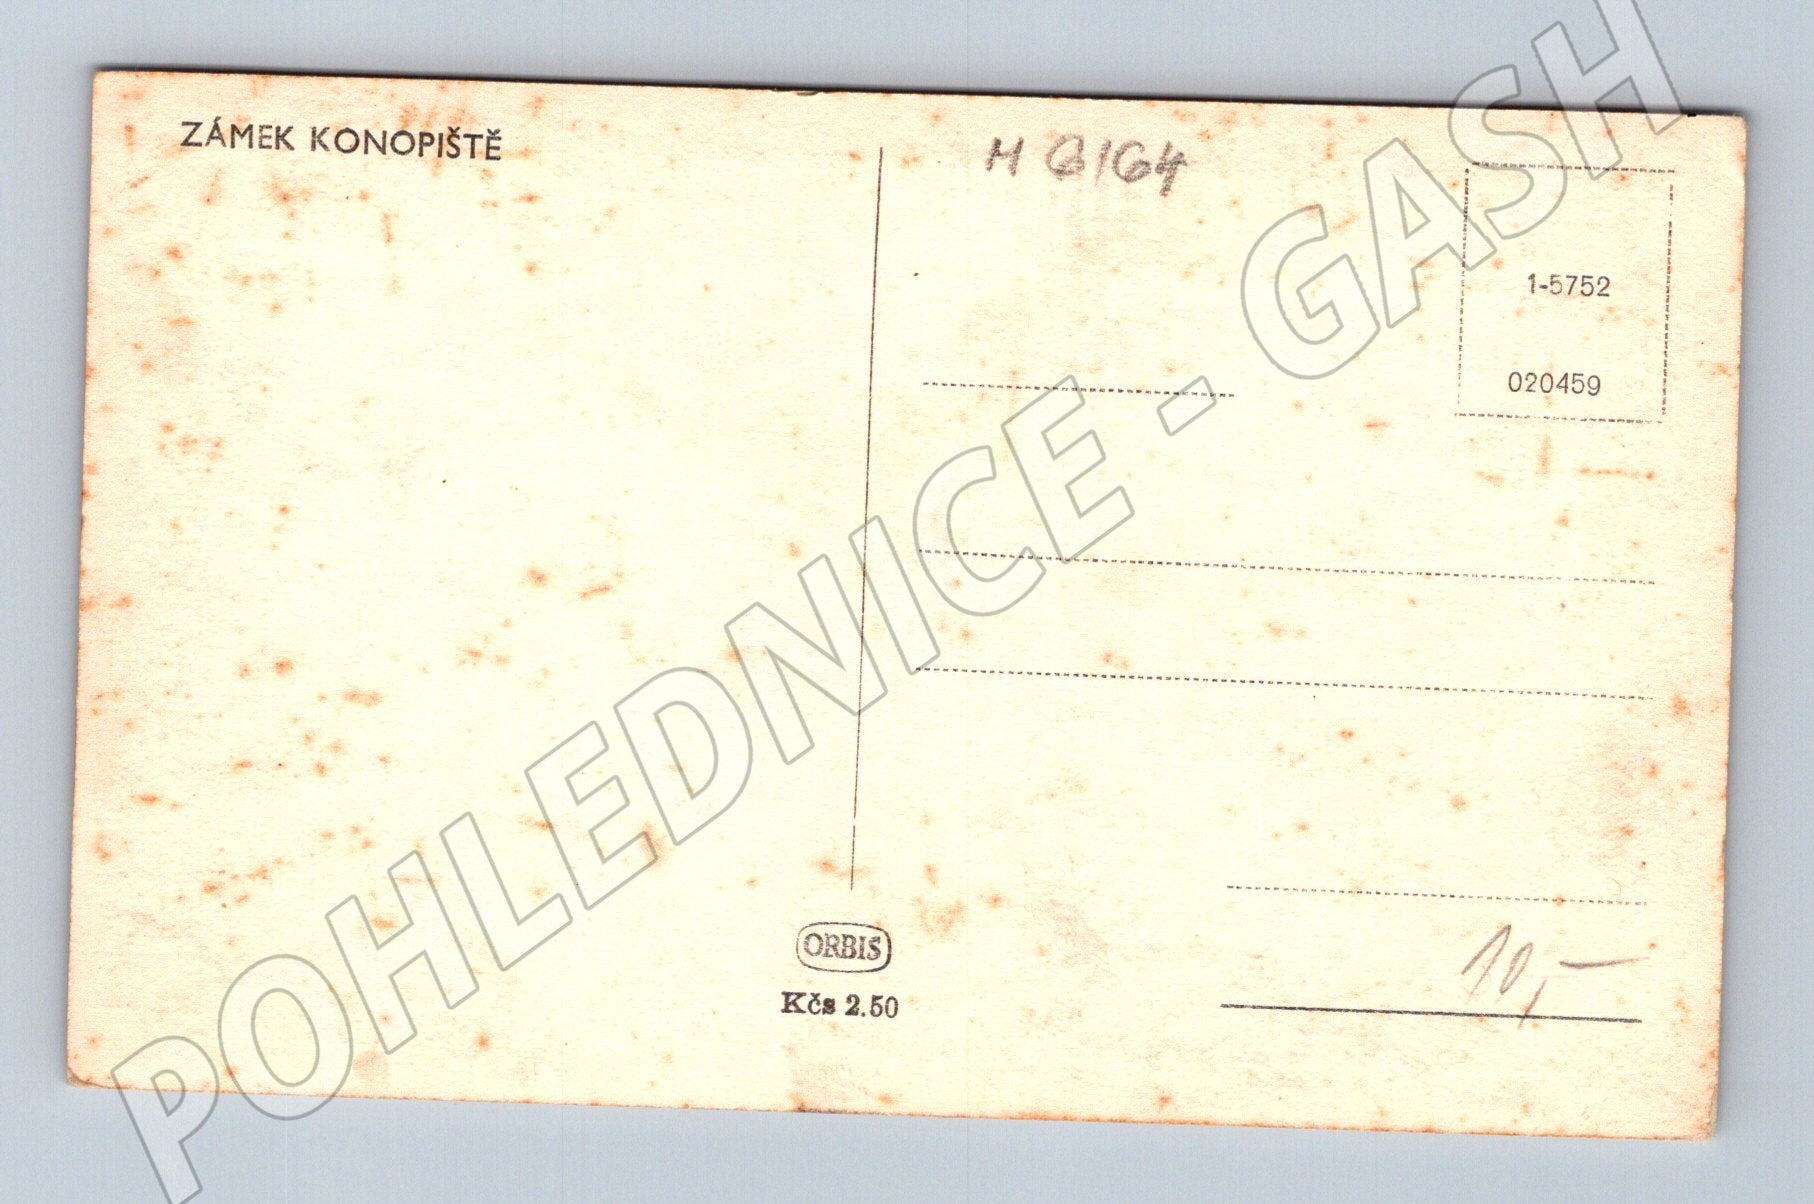 ZÁMEK KONOPIŠTĚ
H 6164
1-5752
020459
ORBIS
Kčs 2.50
10,-
POHLEDNICE - GASH